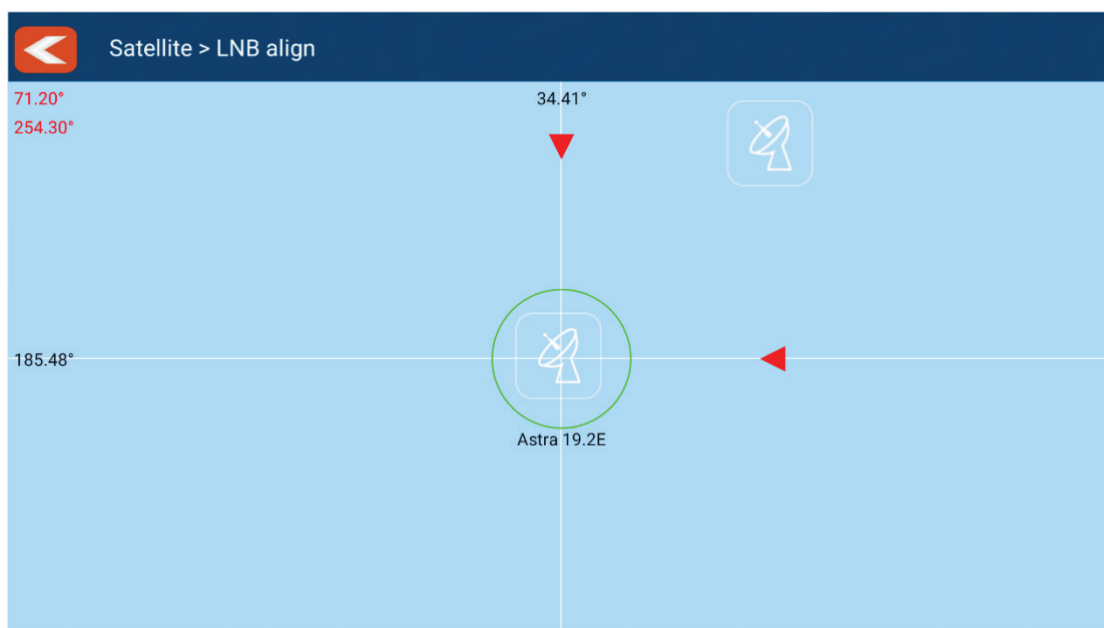 Satellite > LNB align
71.20°
34.41°
254.30°
185.48°
Astra 19.2E